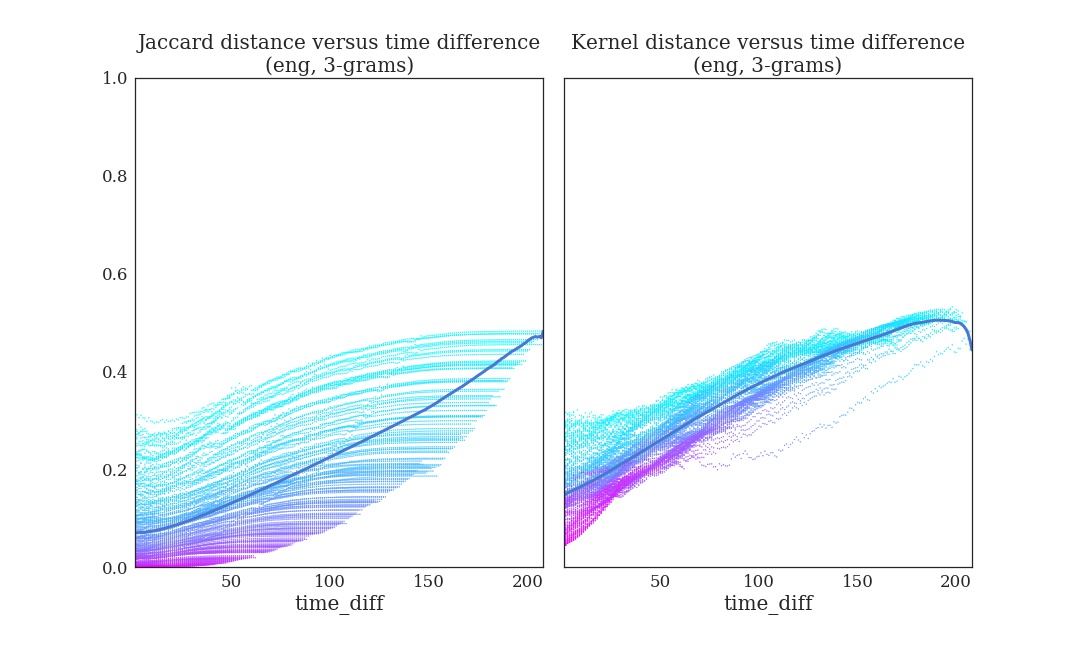 Jaccard distance versus time difference
(eng, 3-grams)
Kernel distance versus time difference
(eng, 3-grams)
1.0
0.8
0.6
0.4
0.2
0.0
50 100 150 200
time_diff
50 100 150 200
time_diff